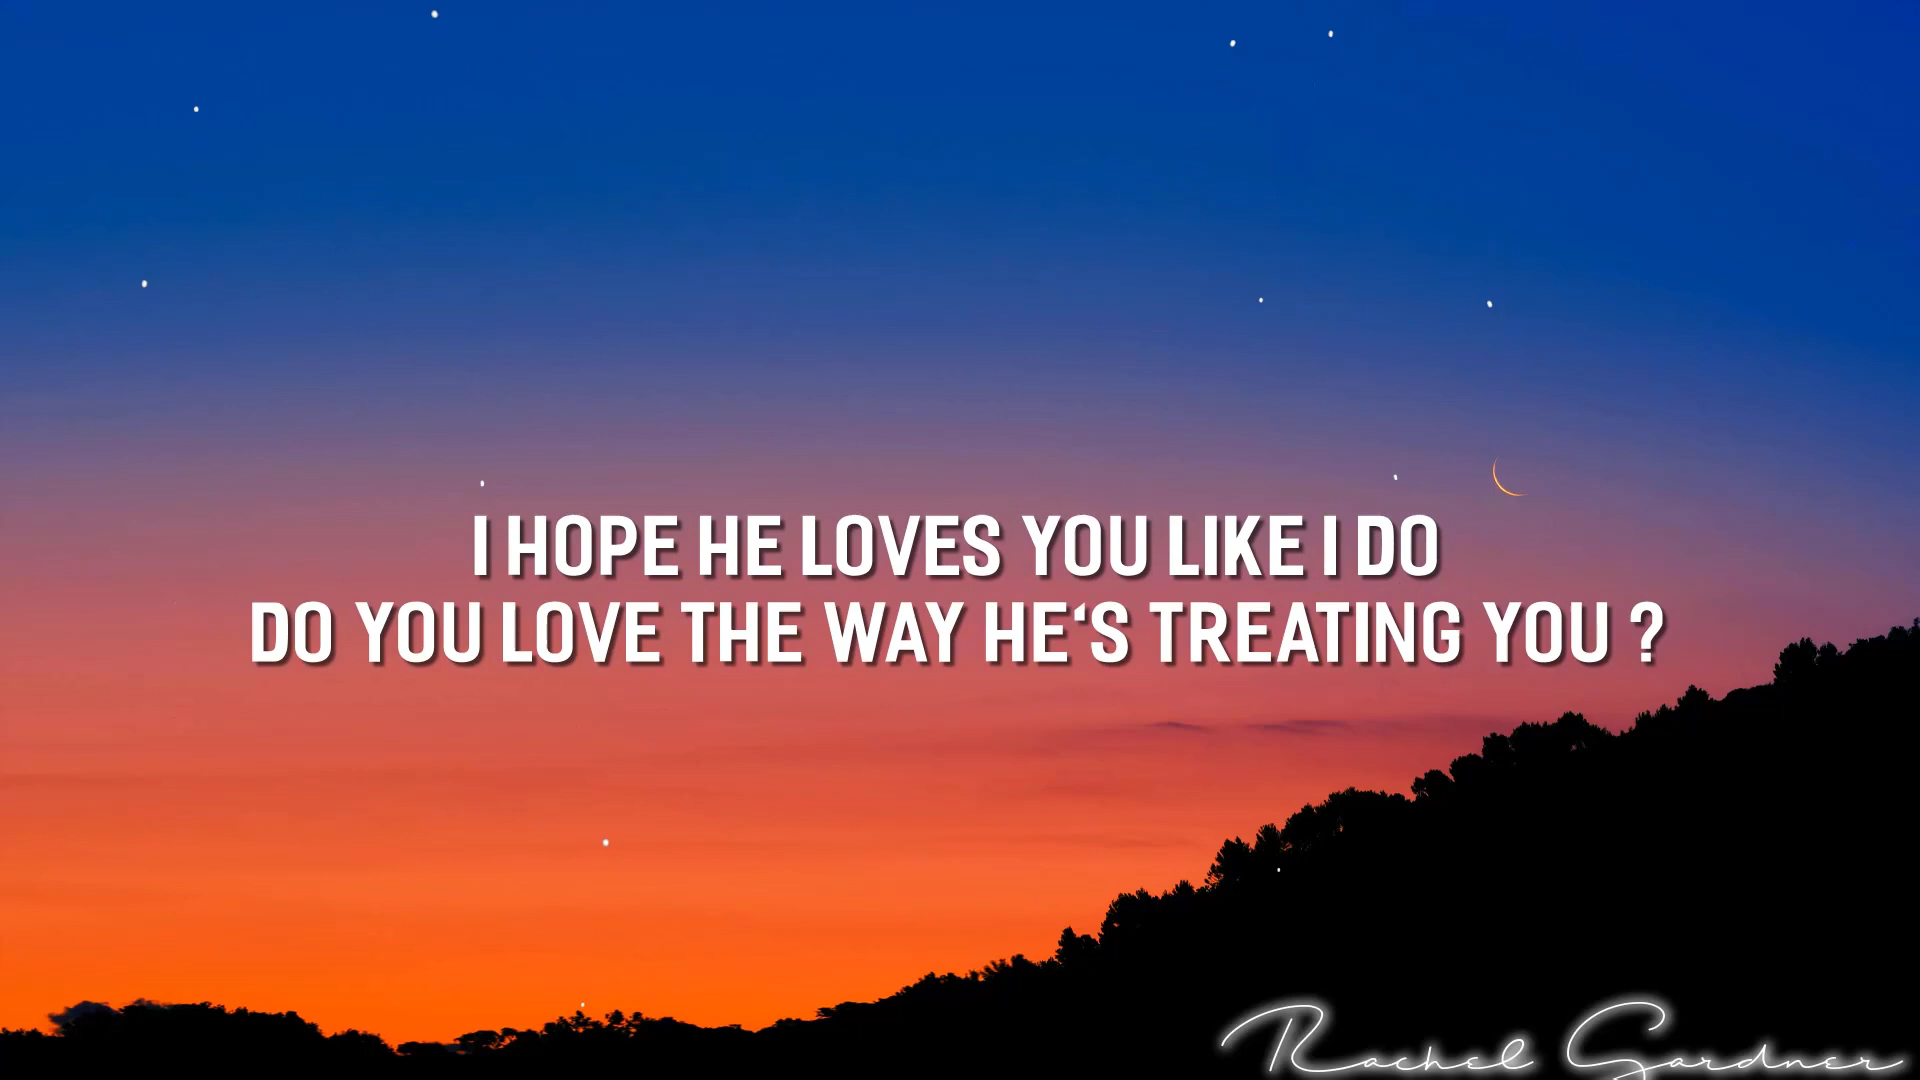 I HOPE HE LOVES YOU LIKE I DO
DO YOU LOVE THE WAY HE‘S TREATING YOU ?
Rachel Gardner